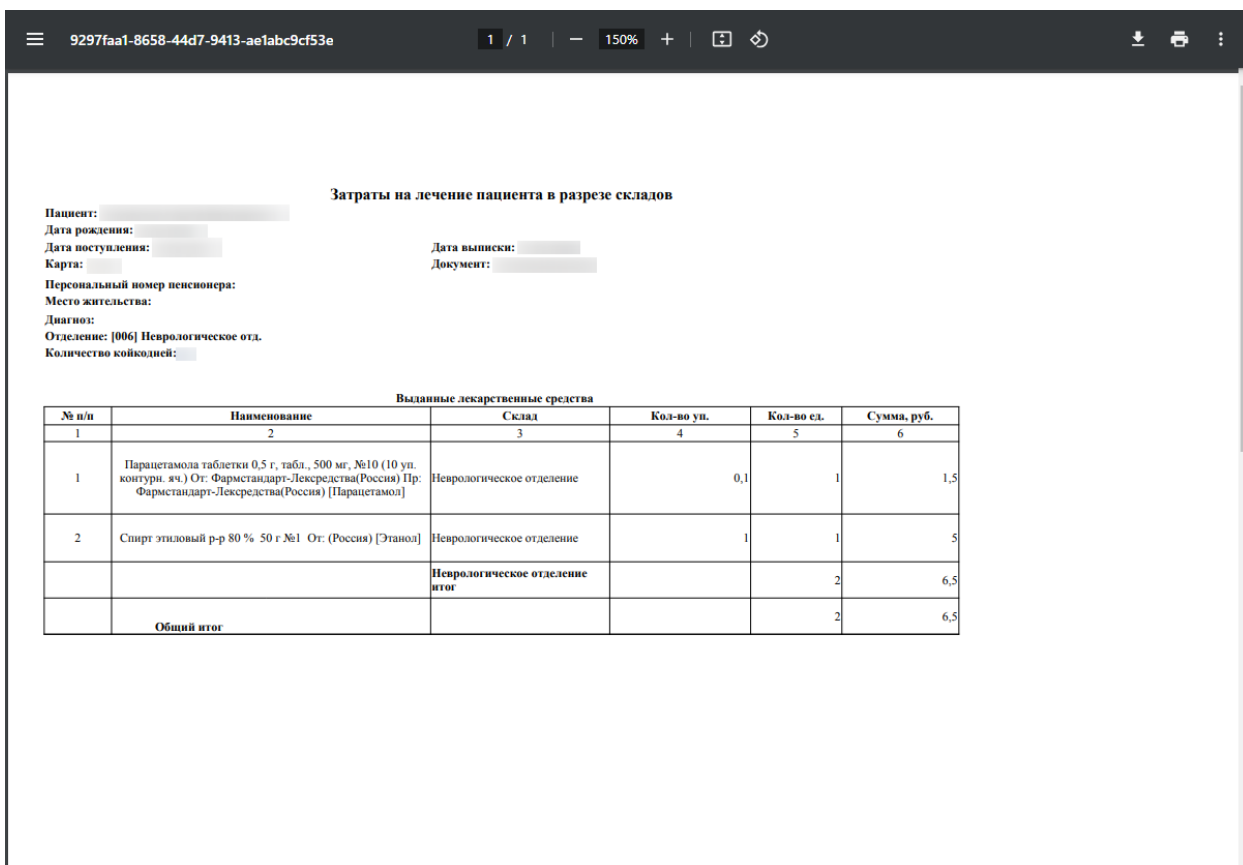 9297faa1-8658-44d7-9413-ae1abc9cf53e 1 / 1 150%
Затраты на лечение пациента в разрезе складов
Пациент:
Дата рождения:
Дата поступления: Дата выписки:
Карта: Документ:
Персональный номер пенсионера:
Место жительства:
Диагноз:
Отделение: [006] Неврологическое отд.
Количество койкодней:
Выданные лекарственные средства
№ п/п Наименование Склад Кол-во уп. Кол-во ед. Сумма, руб.
1 2 3 4 5 6
Парацетамола таблетки 0,5 г, табл., 500 мг, №10 (10 уп.
1 контурн. яч.) От: Фармстандарт-Лексредства(Россия) Пр: Неврологическое отделение 0,1 1 1,5
Фармстандарт-Лексредства(Россия) [Парацетамол]
2 Спирт этиловый р-р 80 % 50 г №1 От: (Россия) [Этанол] Неврологическое отделение 1 1 5
Неврологическое отделение
итог 2 6,5
Общий итог 2 6,5